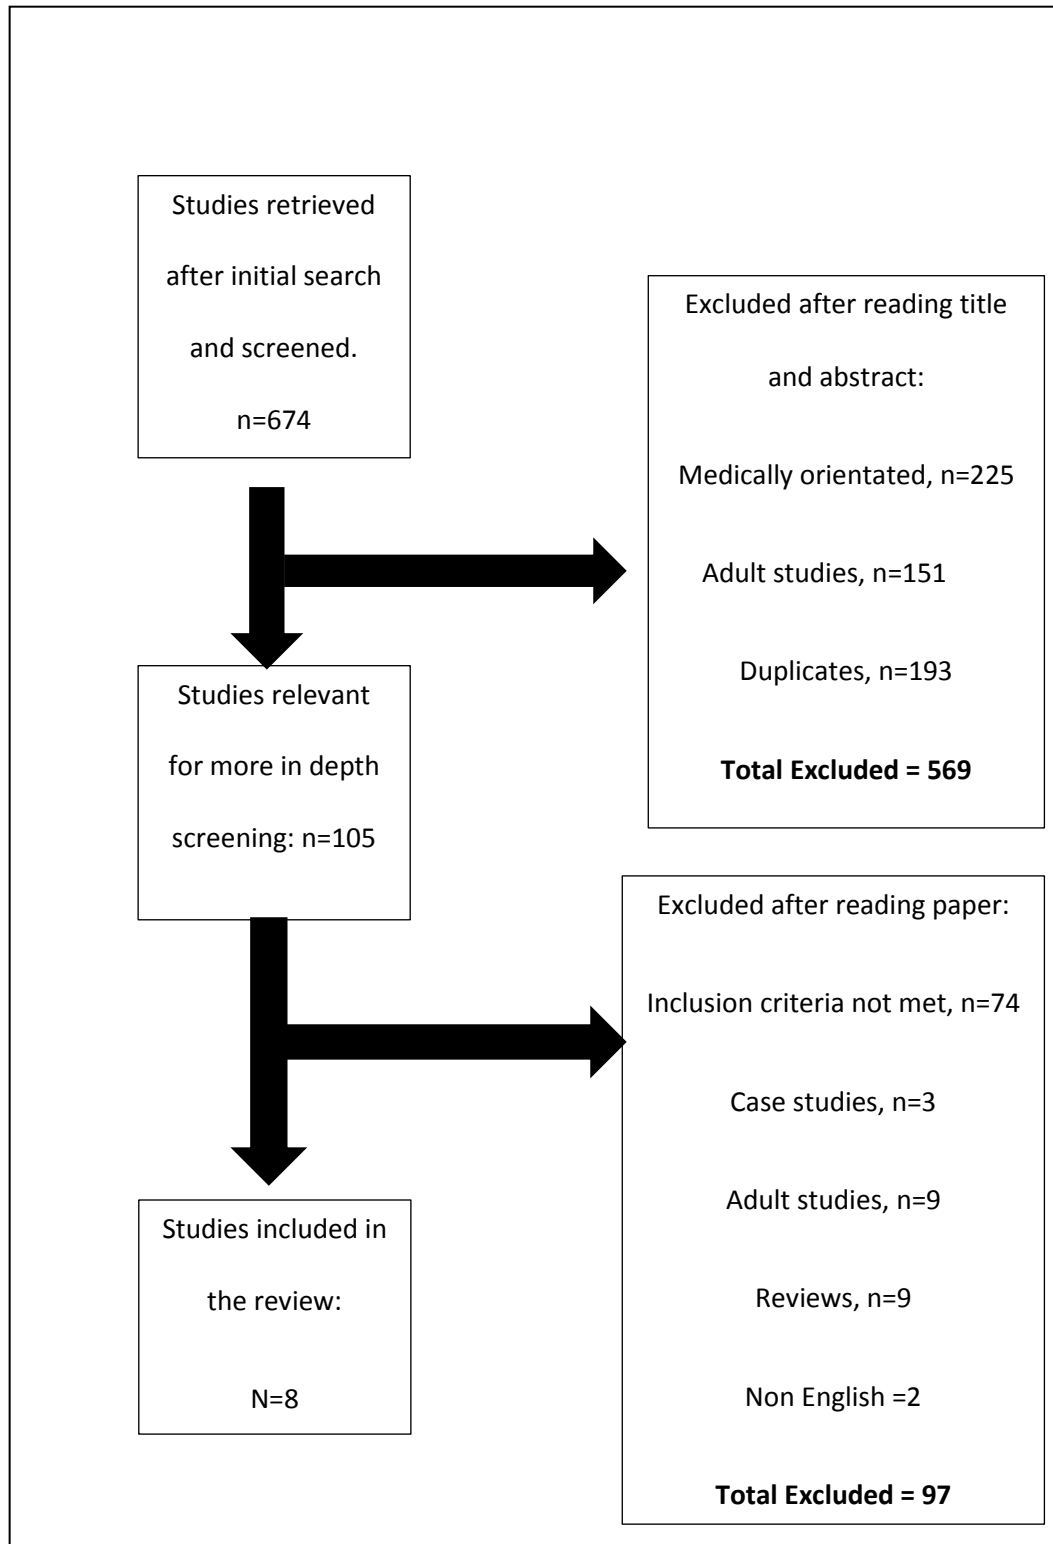 Studies retrieved
after initial search
and screened.
n=674
Excluded after reading title
and abstract:
Medically orientated, n=225
Adult studies, n=151
Duplicates, n=193
Total Excluded = 569
Studies relevant
for more in depth
screening: n=105
Excluded after reading paper:
Inclusion criteria not met, n=74
Case studies, n=3
Adult studies, n=9
Reviews, n=9
Non English =2
Total Excluded = 97
Studies included in
the review:
N=8